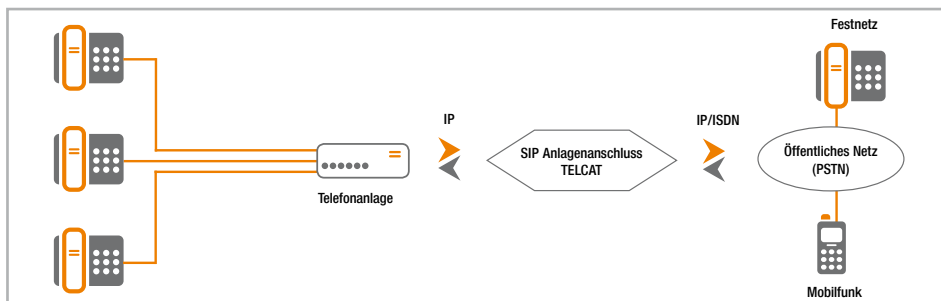 Festnetz
IP
IP/ISDN
SIP Anlagenanschluss
TELCAT
Öffentliches Netz
(PSTN)
Telefonanlage
Mobilfunk